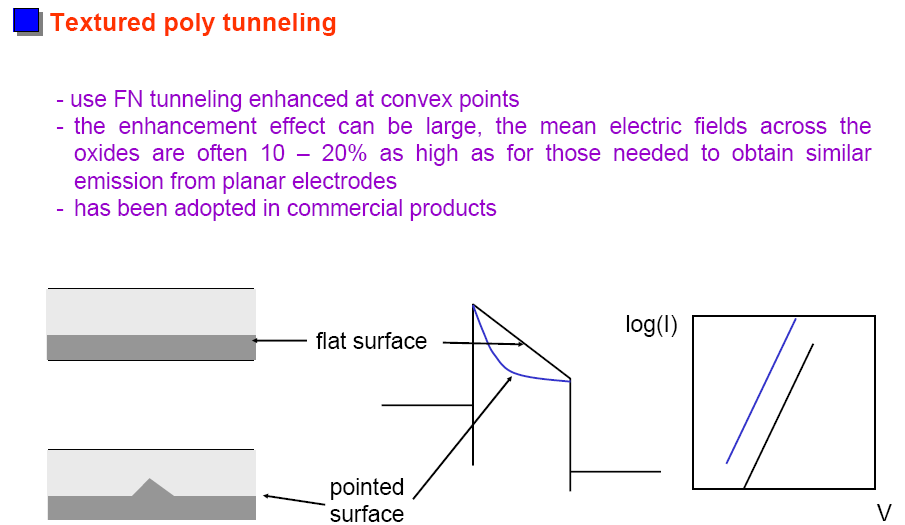 Textured poly tunneling
- use FN tunneling enhanced at convex points
- the enhancement effect can be large, the mean electric fields across the
oxides are often 10 – 20% as high as for those needed to obtain similar
emission from planar electrodes
- has been adopted in commercial products
log(I)
flat surface
pointed
surface
V